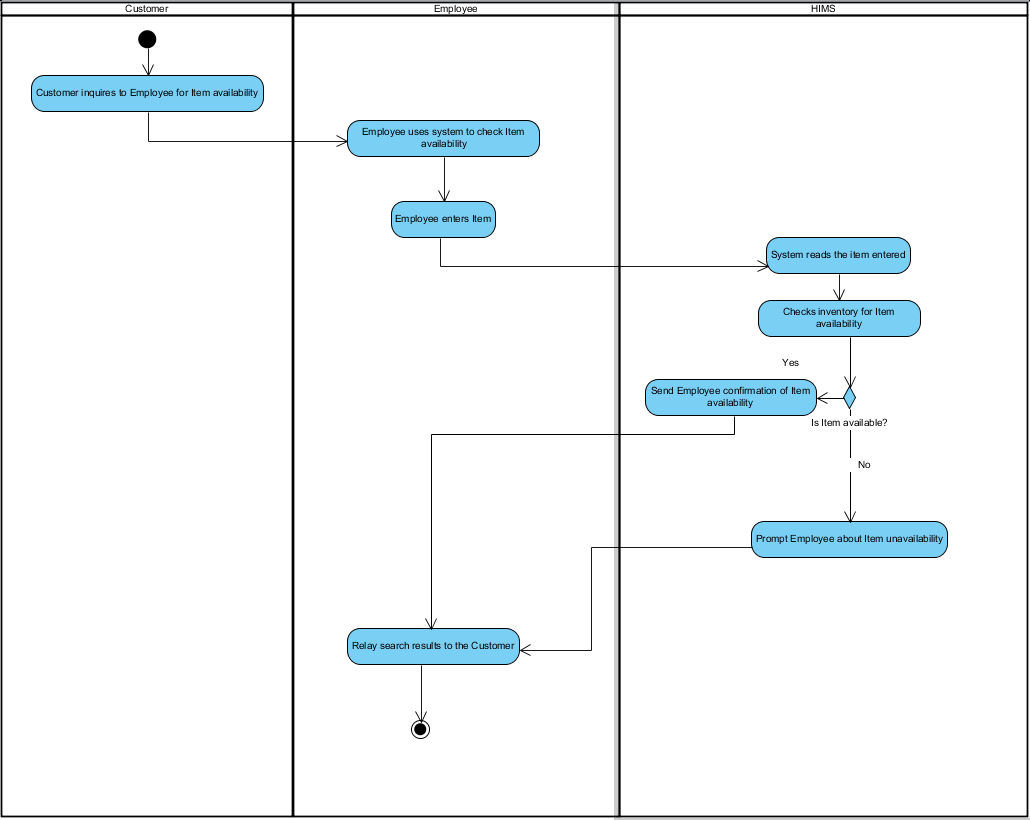 Customer
Employee
HIMS
Customer inquires to Employee for Item availability
Employee uses system to check Item
availability
Employee enters Item
System reads the item entered
Checks inventory for Item
availability
Yes
Send Employee confirmation of Item
availability
Is Item available?
No
Prompt Employee about Item unavailability
Relay search results to the Customer